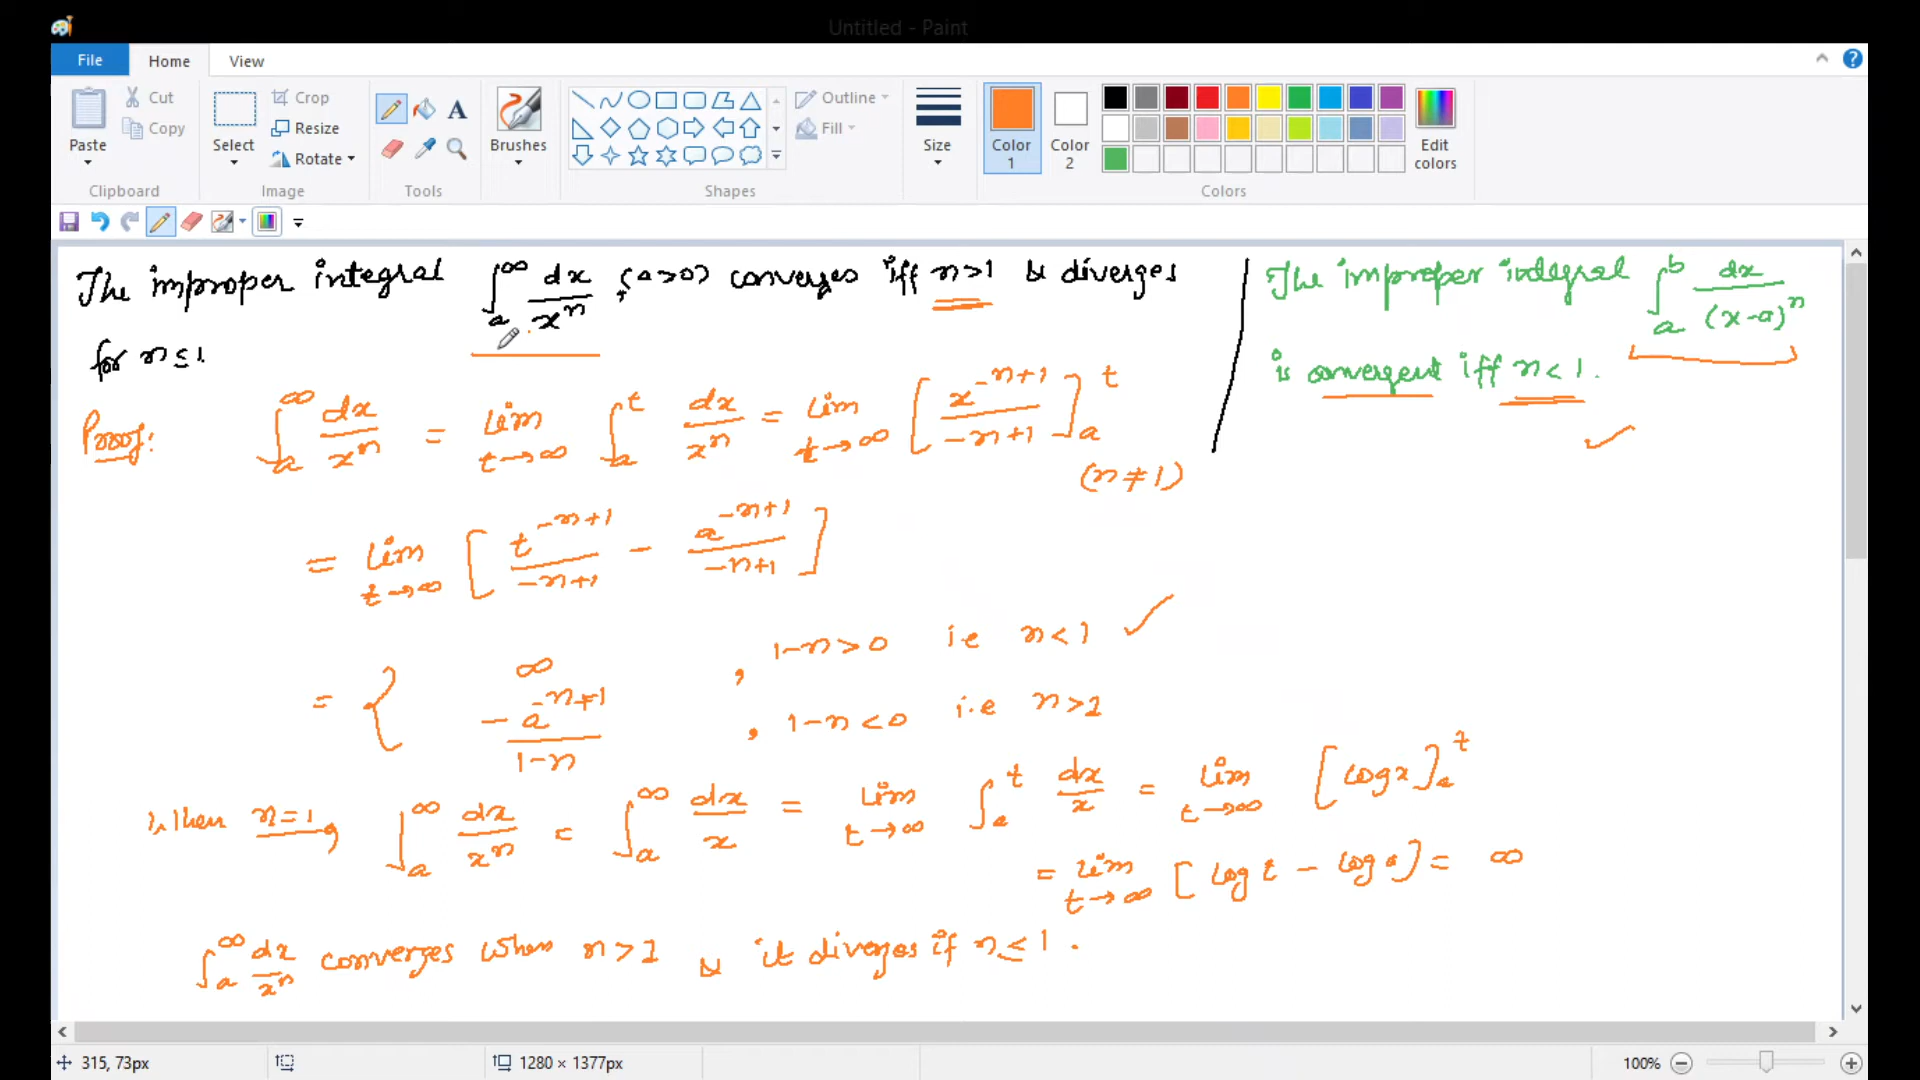 Untitled - Paint
File Home View
Paste Cut Copy Clipboard
Select Crop Resize Rotate Image
Tools
Brushes
Outline Fill Shapes
Size
Color 1 Color 2 Edit colors Colors
The improper integral ∫_a^∞ dx/x^n , (a>0) converges iff n>1 & diverges
for n≤1
The improper integral ∫_a^b dx/(x-a)^n
is convergent iff n<1.
Proof: ∫_a^∞ dx/x^n = Lim_{t→∞} ∫_a^t dx/x^n = Lim_{t→∞} [x^{-n+1}/-n+1]_a^t
(n≠1)
= Lim_{t→∞} [t^{-n+1}/-n+1 - a^{-n+1}/-n+1]
= { ∞ , 1-n>0 ie n<1 ✓
-a^{-n+1}/1-n , 1-n<0 i.e n>1
When n=1, ∫_a^∞ dx/x^n = ∫_a^∞ dx/x = Lim_{t→∞} ∫_a^t dx/x = Lim_{t→∞} [log x]_a^t
= Lim_{t→∞} [log t - log a] = ∞
∫_a^∞ dx/x^n converges when n>1 & it diverges if n≤1.
315, 73px 1280 × 1377px 100%